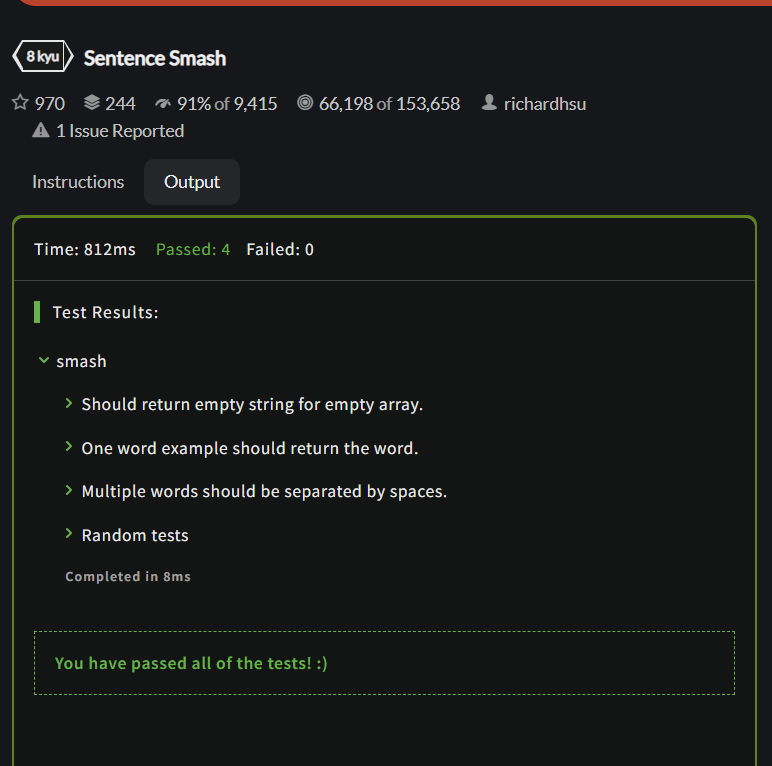 8 kyu Sentence Smash
970 244 91% of 9,415 66,198 of 153,658 richardhsu
1 Issue Reported
Instructions Output
Time: 812ms Passed: 4 Failed: 0
Test Results:
smash
Should return empty string for empty array.
One word example should return the word.
Multiple words should be separated by spaces.
Random tests
Completed in 8ms
You have passed all of the tests! :)